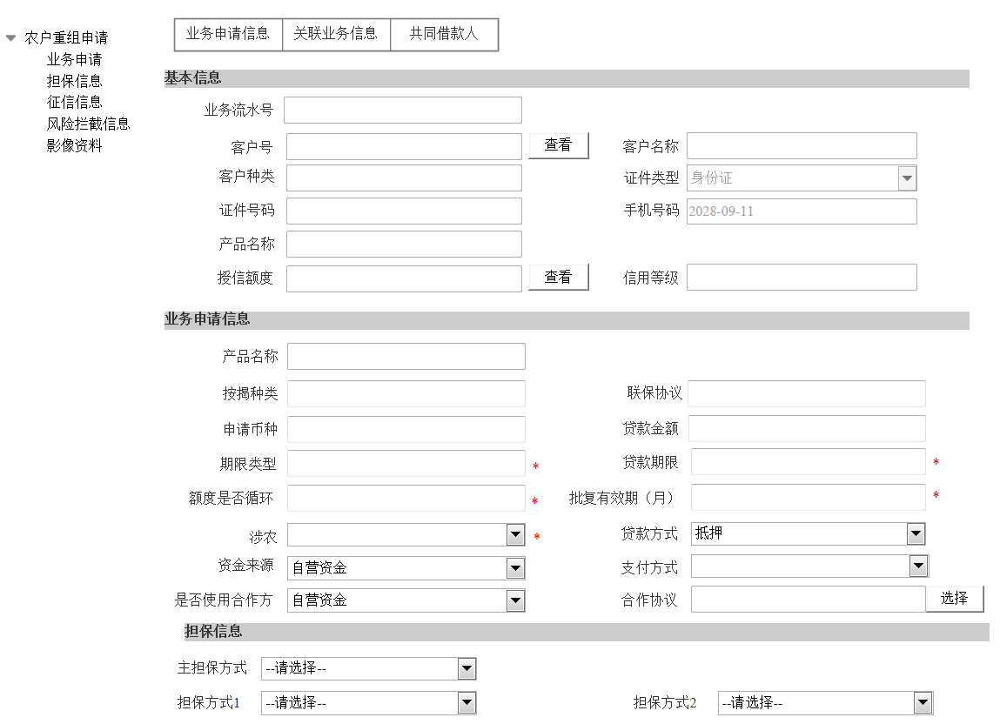 农户重组申请
业务申请
担保信息
征信信息
风险拦截信息
影像资料
业务申请信息 关联业务信息 共同借款人
基本信息
业务流水号
客户号 查看 客户名称
客户种类 证件类型 身份证
证件号码 手机号码 2028-09-11
产品名称
授信额度 查看 信用等级
业务申请信息
产品名称
按揭种类 联保协议
申请币种 贷款金额
期限类型 * 贷款期限 *
额度是否循环 * 批复有效期（月） *
涉农 * 贷款方式 抵押
资金来源 自营资金 支付方式
是否使用合作方 自营资金 合作协议 选择
担保信息
主担保方式 --请选择--
担保方式1 --请选择-- 担保方式2 --请选择--